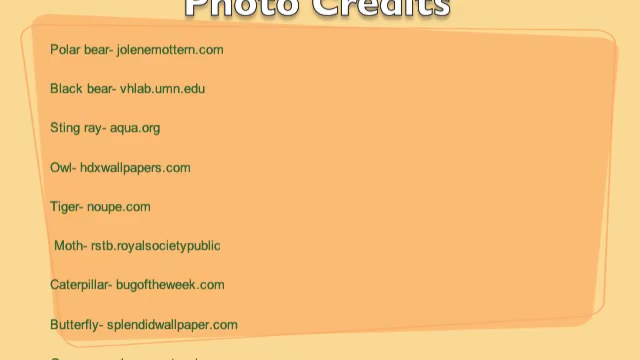 Photo Credits
Polar bear- jolenemottern.com
Black bear- vhlab.umn.edu
Sting ray- aqua.org
Owl- hdxwallpapers.com
Tiger- noupe.com
Moth- rstb.royalsocietypublic
Caterpillar- bugoftheweek.com
Butterfly- splendidwallpaper.com